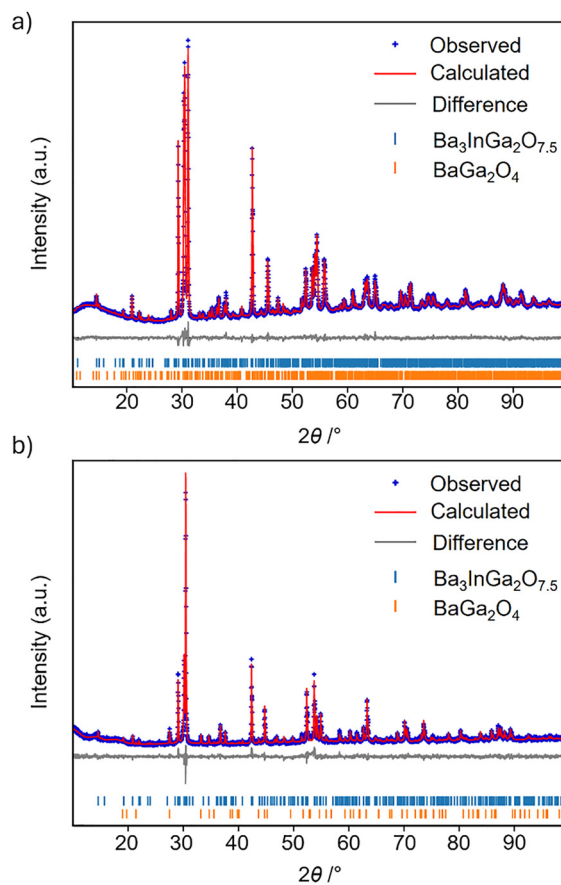 a)
Observed
Calculated
Difference
Ba₃InGa₂O₇.₅
BaGa₂O₄
Intensity (a.u.)
20 30 40 50 60 70 80 90
2θ /°
b)
Observed
Calculated
Difference
Ba₃InGa₂O₇.₅
BaGa₂O₄
Intensity (a.u.)
20 30 40 50 60 70 80 90
2θ /°